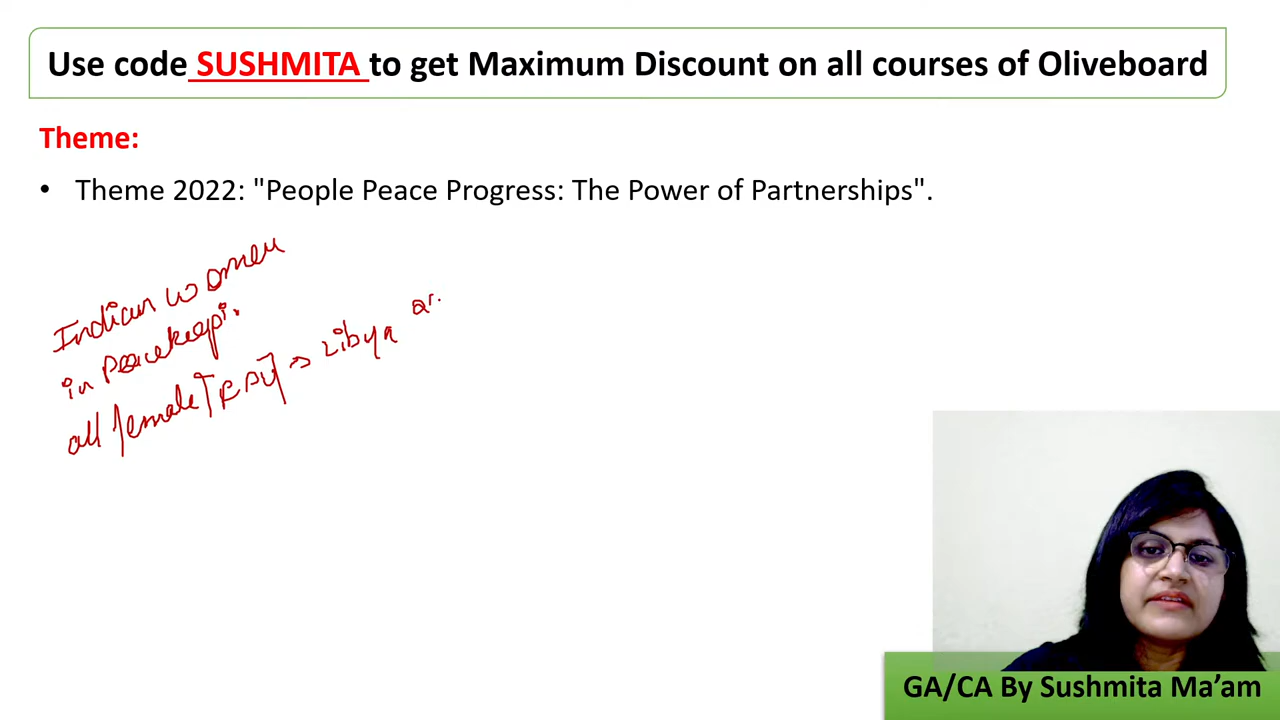 Use code SUSHMITA to get Maximum Discount on all courses of Oliveboard
Theme:
• Theme 2022: "People Peace Progress: The Power of Partnerships".
Indian women
in Peacekeepi
all female [FPU] → Libya
GA/CA By Sushmita Ma’am